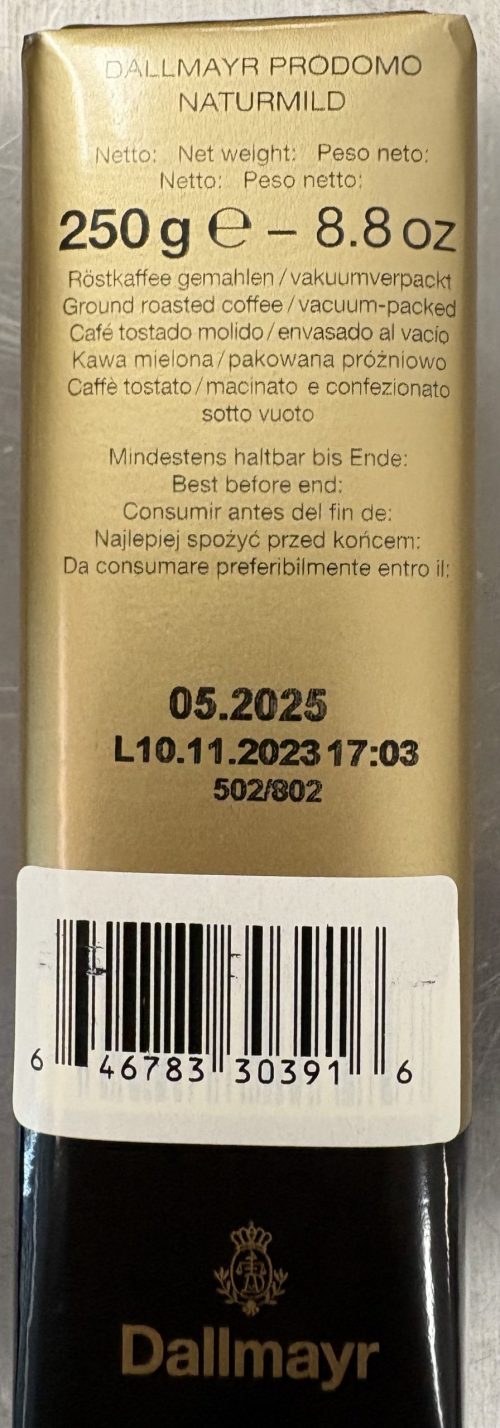 DALLMAYR PRODOMO
NATURMILD
Netto: Net weight: Peso neto:
Netto: Peso netto:
250 g ℮ – 8.8 oz
Röstkaffee gemahlen / vakuumverpackt
Ground roasted coffee / vacuum-packed
Café tostado molido / envasado al vacío
Kawa mielona / pakowana próżniowo
Caffè tostato / macinato e confezionato
sotto vuoto
Mindestens haltbar bis Ende:
Best before end:
Consumir antes del fin de:
Najlepiej spożyć przed końcem:
Da consumare preferibilmente entro il:
05.2025
L10.11.2023 17:03
502/802
6 46783 30391 6
Dallmayr